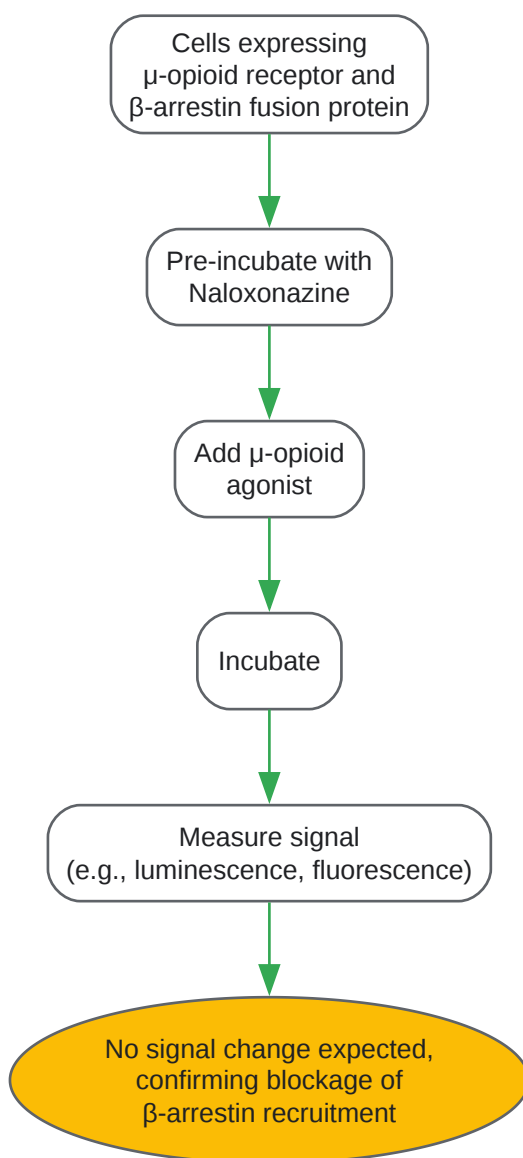 Cells expressing
μ-opioid receptor and
β-arrestin fusion protein
Pre-incubate with
Naloxonazine
Add μ-opioid
agonist
Incubate
Measure signal
(e.g., luminescence, fluorescence)
No signal change expected,
confirming blockage of
β-arrestin recruitment